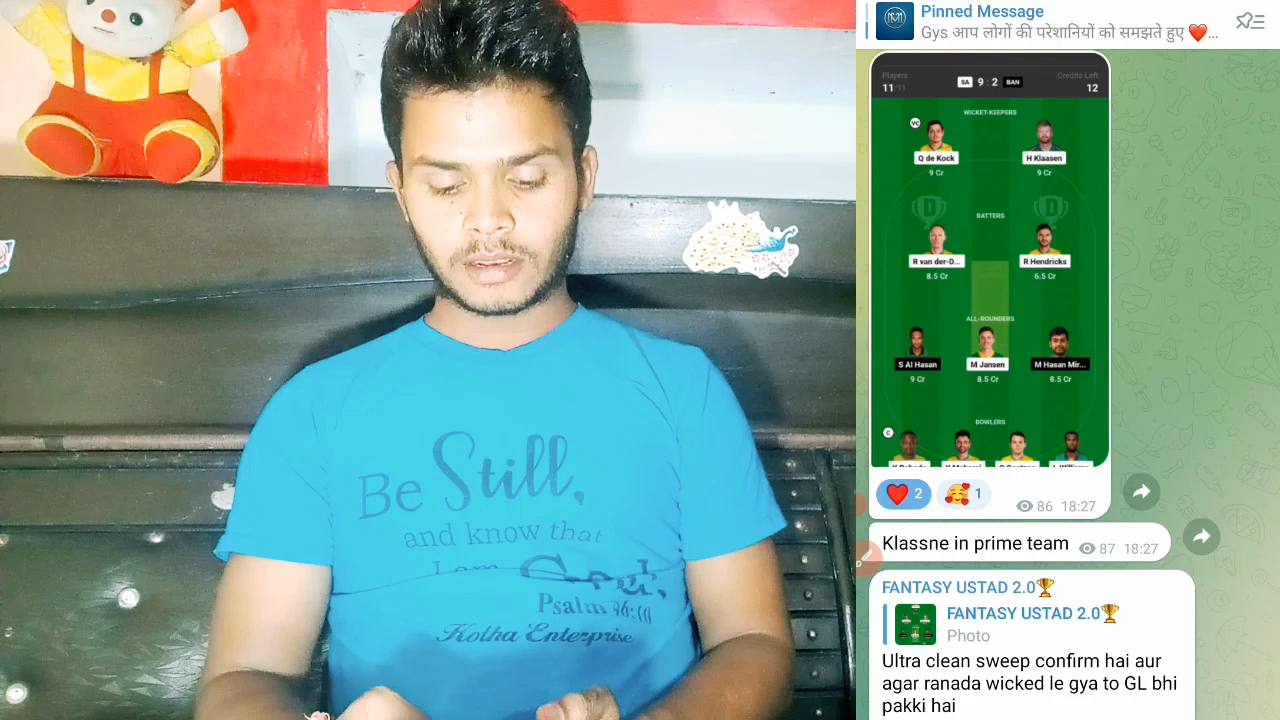 Be Still,
and know that
I am God.
Psalm 46:10
Kotha Enterprise
Pinned Message
Gys आप लोगों की परेशानियों को समझते हुए ❤️...
Players
11/11
SA 9 : 2 BAN
Credits Left
12
WICKET-KEEPERS
VC
Q de Kock
H Klaasen
9 Cr
9 Cr
BATTERS
R van der-D...
R Hendricks
8.5 Cr
6.5 Cr
ALL-ROUNDERS
S Al Hasan
M Jansen
M Hasan Mir...
9 Cr
8.5 Cr
8.5 Cr
BOWLERS
C
❤️ 2
🥰 1
86 18:27
Klassne in prime team
87 18:27
FANTASY USTAD 2.0🏆
FANTASY USTAD 2.0🏆
Photo
Ultra clean sweep confirm hai aur
agar ranada wicked le gya to GL bhi
pakki hai